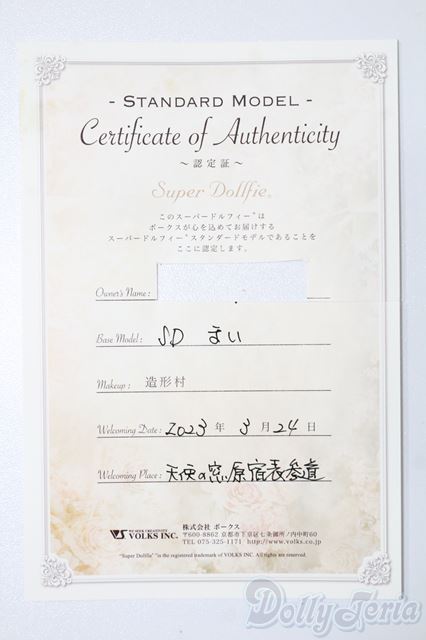 - STANDARD MODEL -
Certificate of Authenticity
～認定証～
Super Dollfie®
このスーパードルフィー®は
ボークスが心を込めてお届けする
スーパードルフィー®スタンダードモデルであることを
ここに認定します。
Owner's Name :
Base Model : SD まい
Makeup : 造形村
Welcoming Date : 2023 年 3 月 24 日
Welcoming Place : 天使の窓 原宿表参道
株式会社 ボークス
VS WE MAKE CREATIVITY VOLKS INC.
〒600-8862 京都市下京区七条御所ノ内中町60
TEL 075-325-1171 http://www.volks.co.jp
"Super Dollfie" is the registered trademark of VOLKS INC. All rights are reserved.
DollyTeria